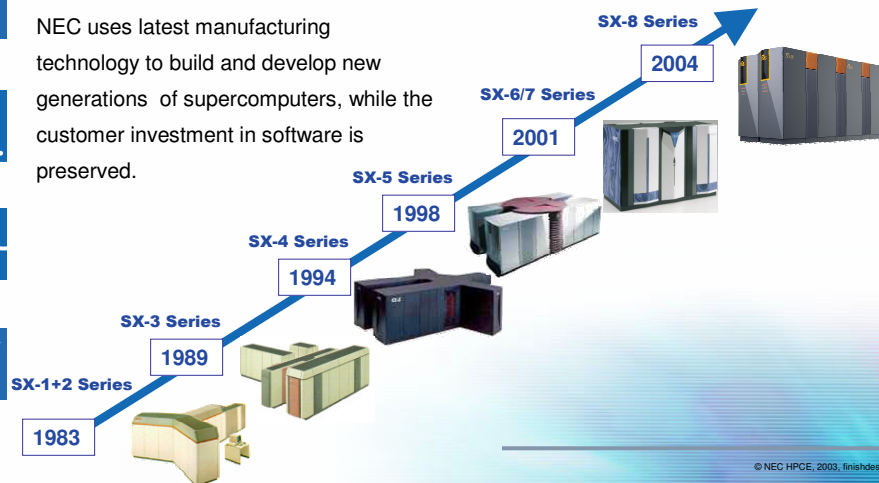 NEC uses latest manufacturing
technology to build and develop new
generations of supercomputers, while the
customer investment in software is
preserved.
SX-8 Series
2004
SX-6/7 Series
2001
SX-5 Series
1998
SX-4 Series
1994
SX-3 Series
1989
SX-1+2 Series
1983
© NEC HPCE, 2003, finishdes